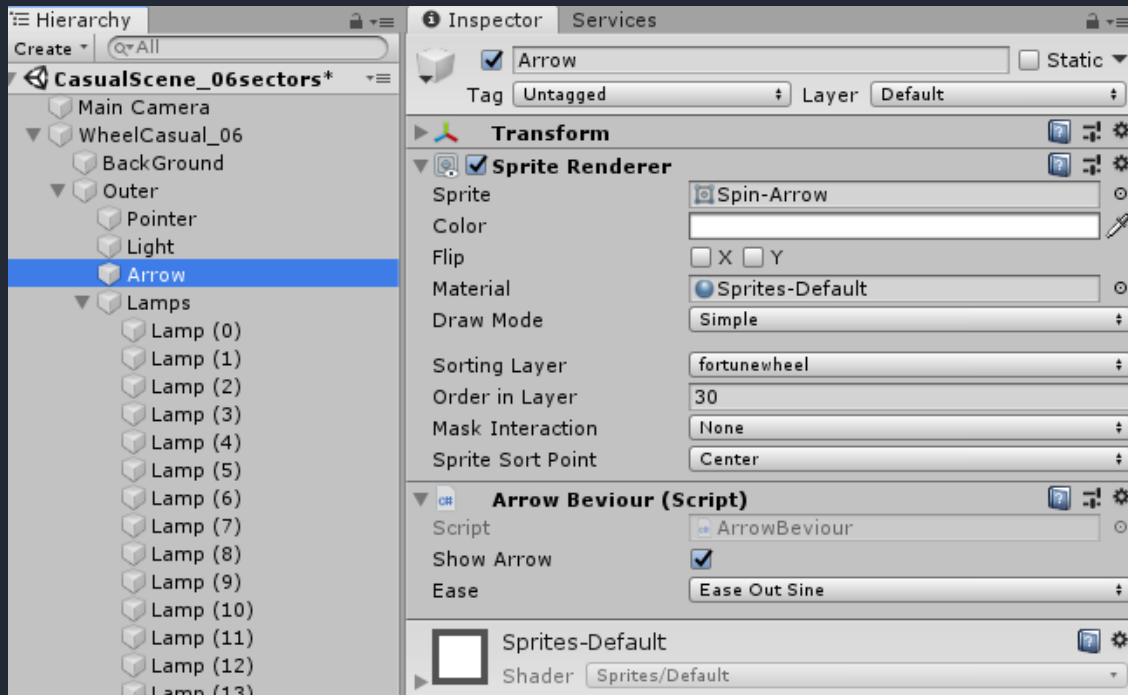 Hierarchy
Create All
CasualScene_06sectors*
Main Camera
WheelCasual_06
BackGround
Outer
Pointer
Light
Arrow
Lamps
Lamp (0)
Lamp (1)
Lamp (2)
Lamp (3)
Lamp (4)
Lamp (5)
Lamp (6)
Lamp (7)
Lamp (8)
Lamp (9)
Lamp (10)
Lamp (11)
Lamp (12)
Lamp (13)
Inspector Services
Arrow Static
Tag Untagged Layer Default
Transform
Sprite Renderer
Sprite Spin-Arrow
Color
Flip X Y
Material Sprites-Default
Draw Mode Simple
Sorting Layer fortunewheel
Order in Layer 30
Mask Interaction None
Sprite Sort Point Center
C# Arrow Beviour (Script)
Script ArrowBeviour
Show Arrow
Ease Ease Out Sine
Sprites-Default
Shader Sprites/Default